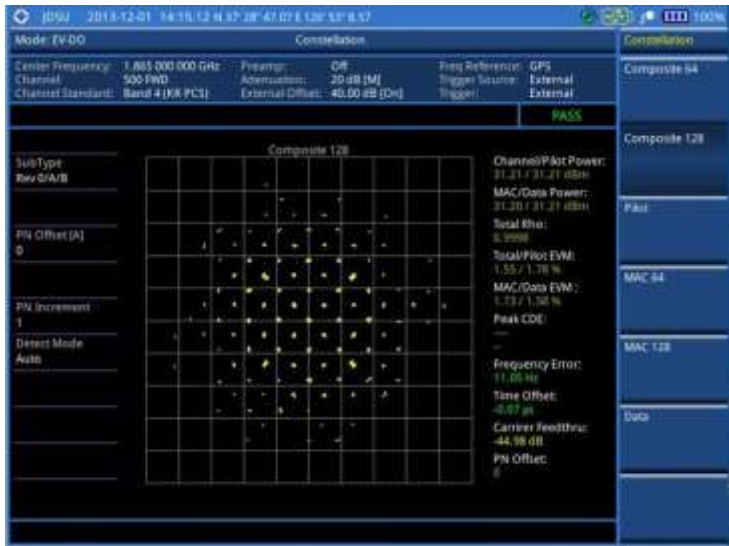 JDSU 2013-12-01 14:15:12 N 37° 28' 47.07 E 126° 53' 8.57
100%
Mode: EV-DO
Constellation
Constellation
Center Frequency: 1.865 000 000 GHz
Preamp: Off
Freq Reference: GPS
Channel: 500 FWD
Attenuation: 20 dB [M]
Trigger Source: External
Channel Standard: Band 4 (KR PCS)
External Offset: 40.00 dB [On]
Trigger: External
PASS
Composite 64
Composite 128
Pilot
MAC 64
MAC 128
Data
SubType
Rev 0/A/B
PN Offset [A]
0
PN Increment
1
Detect Mode
Auto
Composite 128
Channel/Pilot Power:
31.21 / 31.21 dBm
MAC/Data Power:
31.20 / 31.21 dBm
Total Rho:
0.9998
Total/Pilot EVM:
1.55 / 1.78 %
MAC/Data EVM :
1.73 / 1.50 %
Peak CDE:
---
--
Frequency Error:
11.05 Hz
Time Offset:
-0.07 µs
Carrirer Feedthru:
-44.98 dB
PN Offset:
0